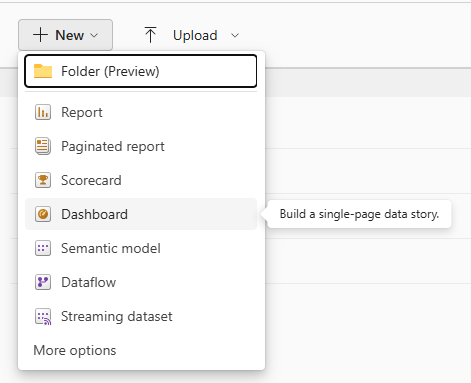 New
Upload
Folder (Preview)
Report
Paginated report
Scorecard
Dashboard
Build a single-page data story.
Semantic model
Dataflow
Streaming dataset
More options